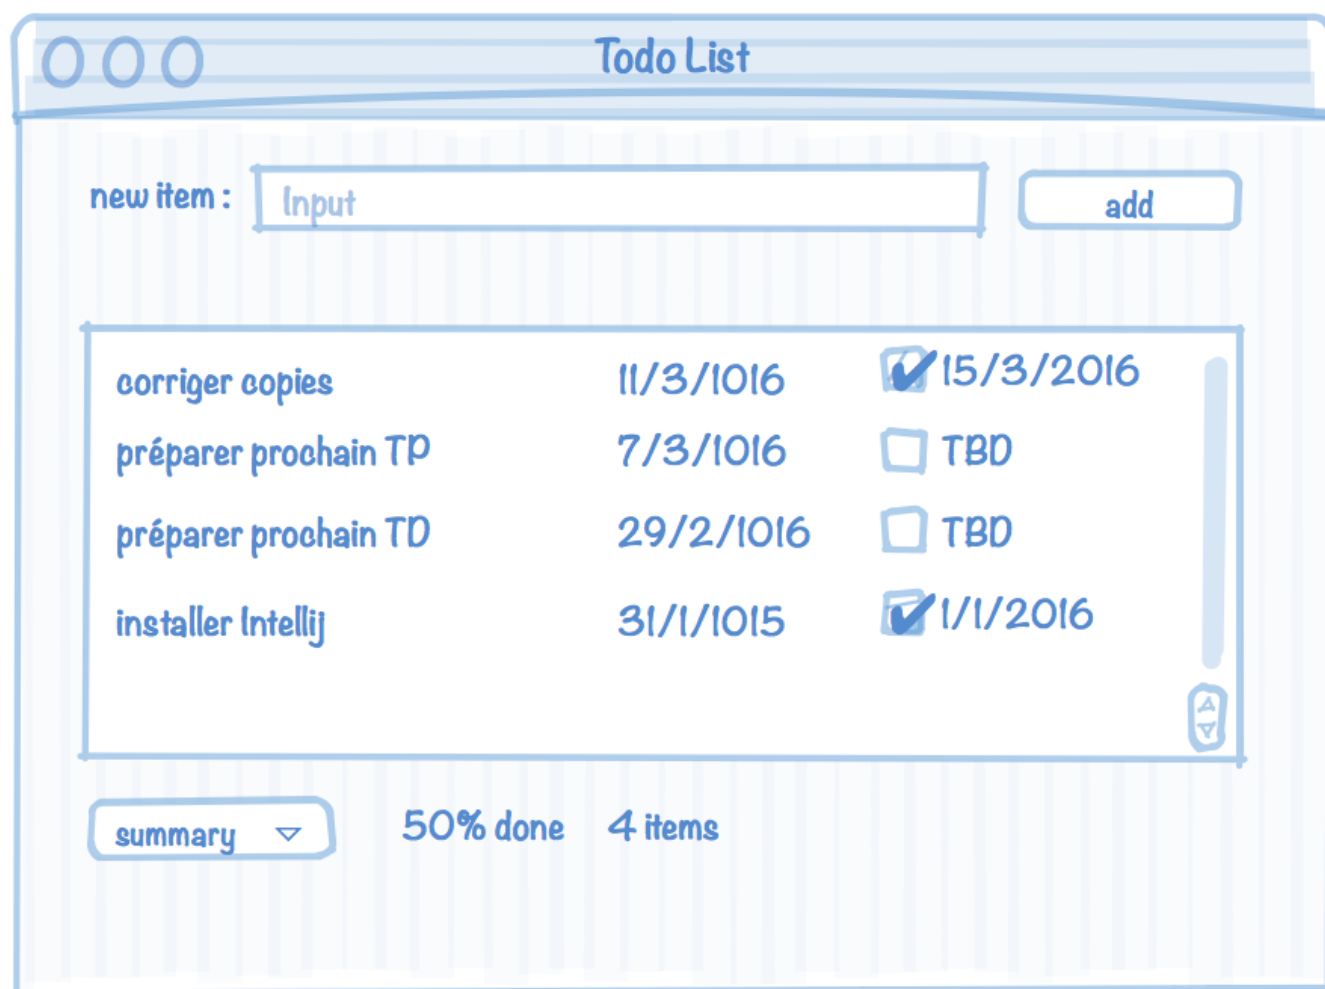 Todo List
new item : Input add
corriger copies 11/3/1016 ✔ 15/3/2016
préparer prochain TP 7/3/1016 TBD
préparer prochain TD 29/2/1016 TBD
installer Intellij 31/1/1015 ✔ 1/1/2016
summary 50% done 4 items